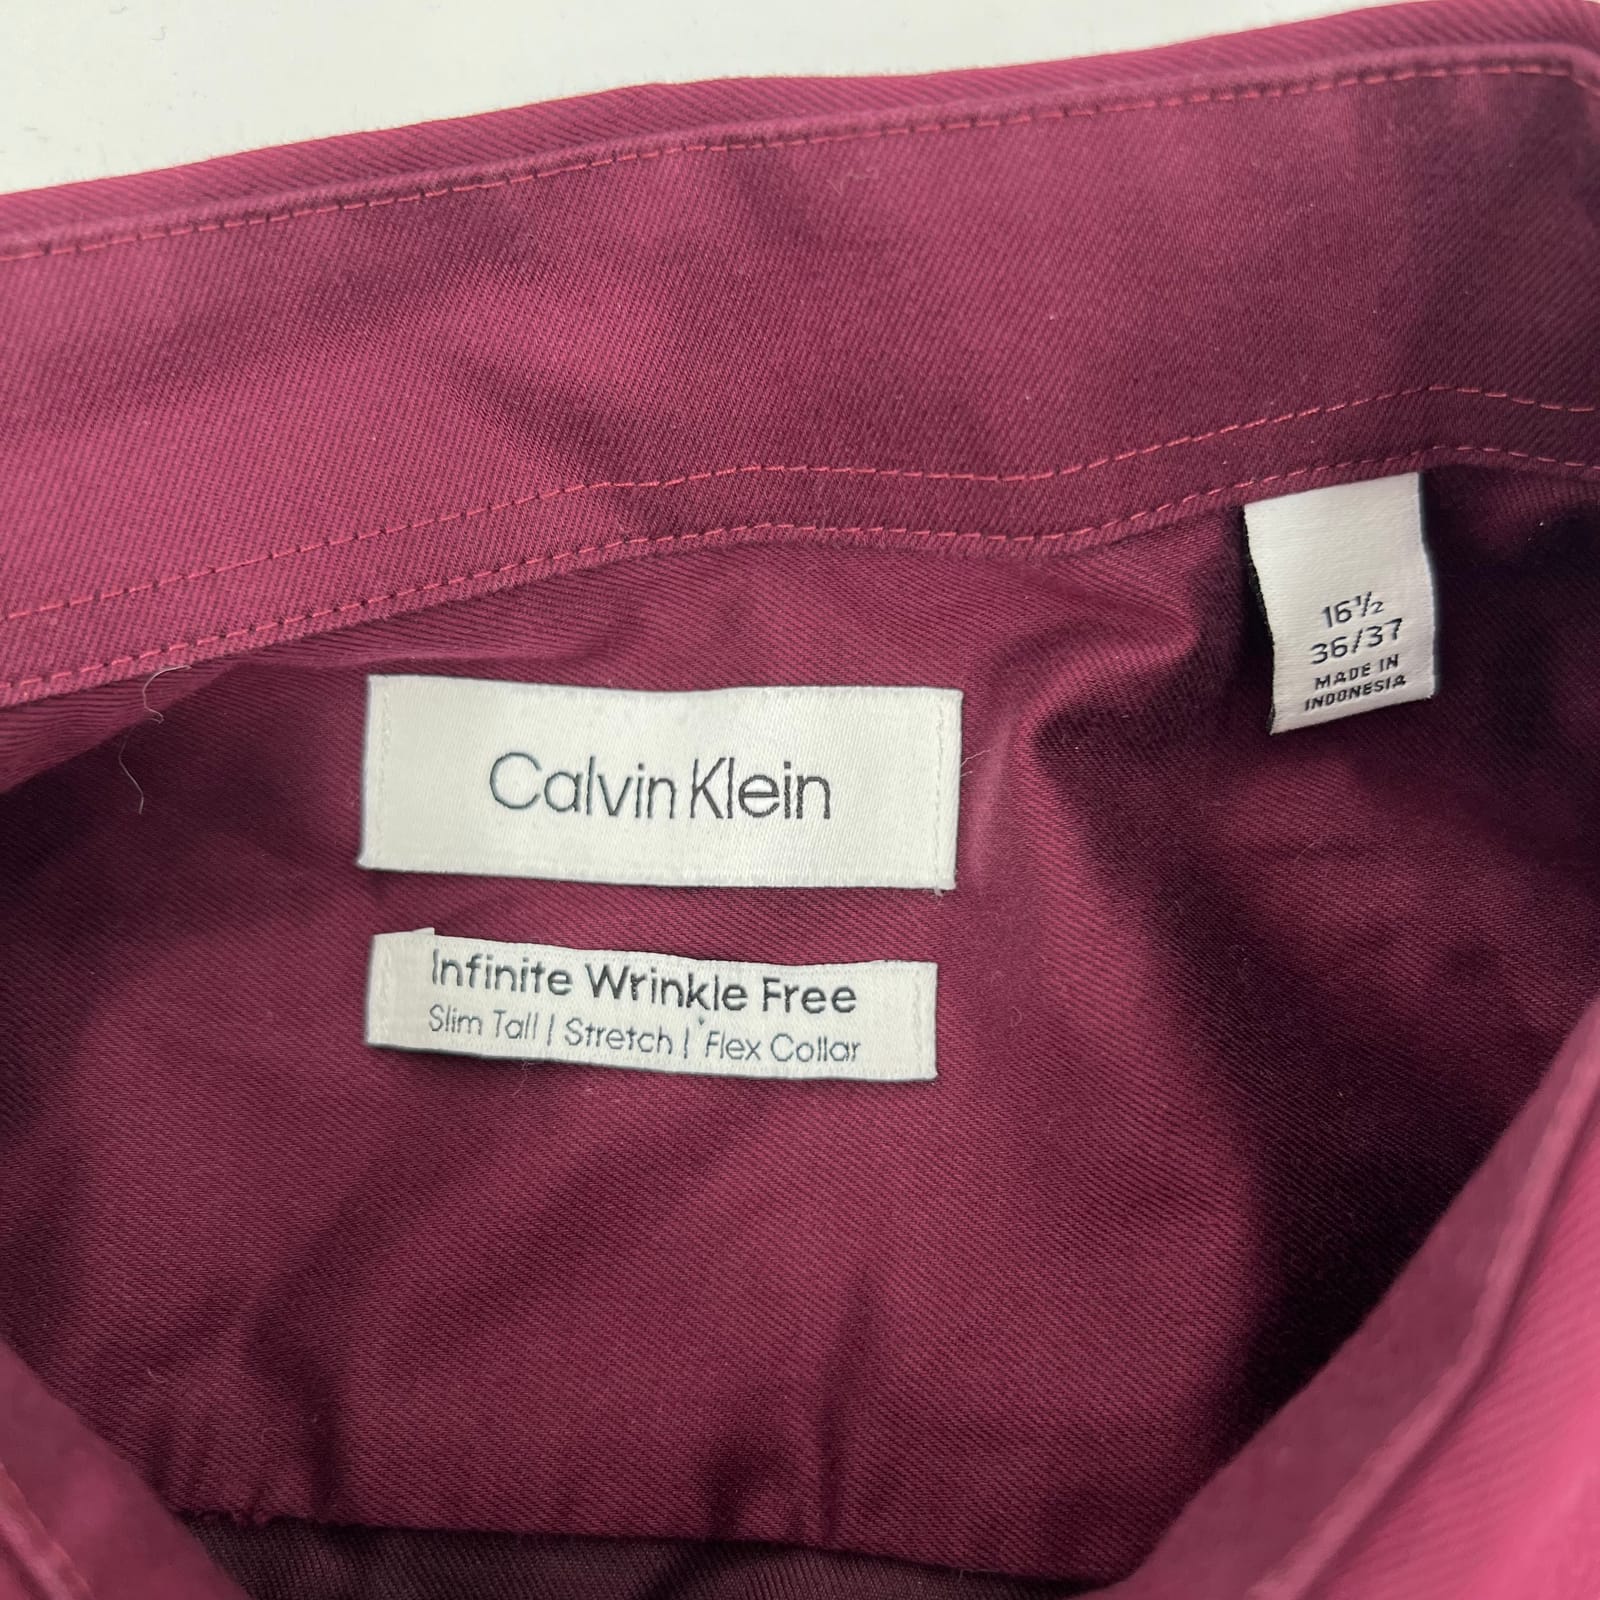 16½
36/37
MADE IN
INDONESIA
Calvin Klein
Infinite Wrinkle Free
Slim Tall | Stretch | Flex Collar